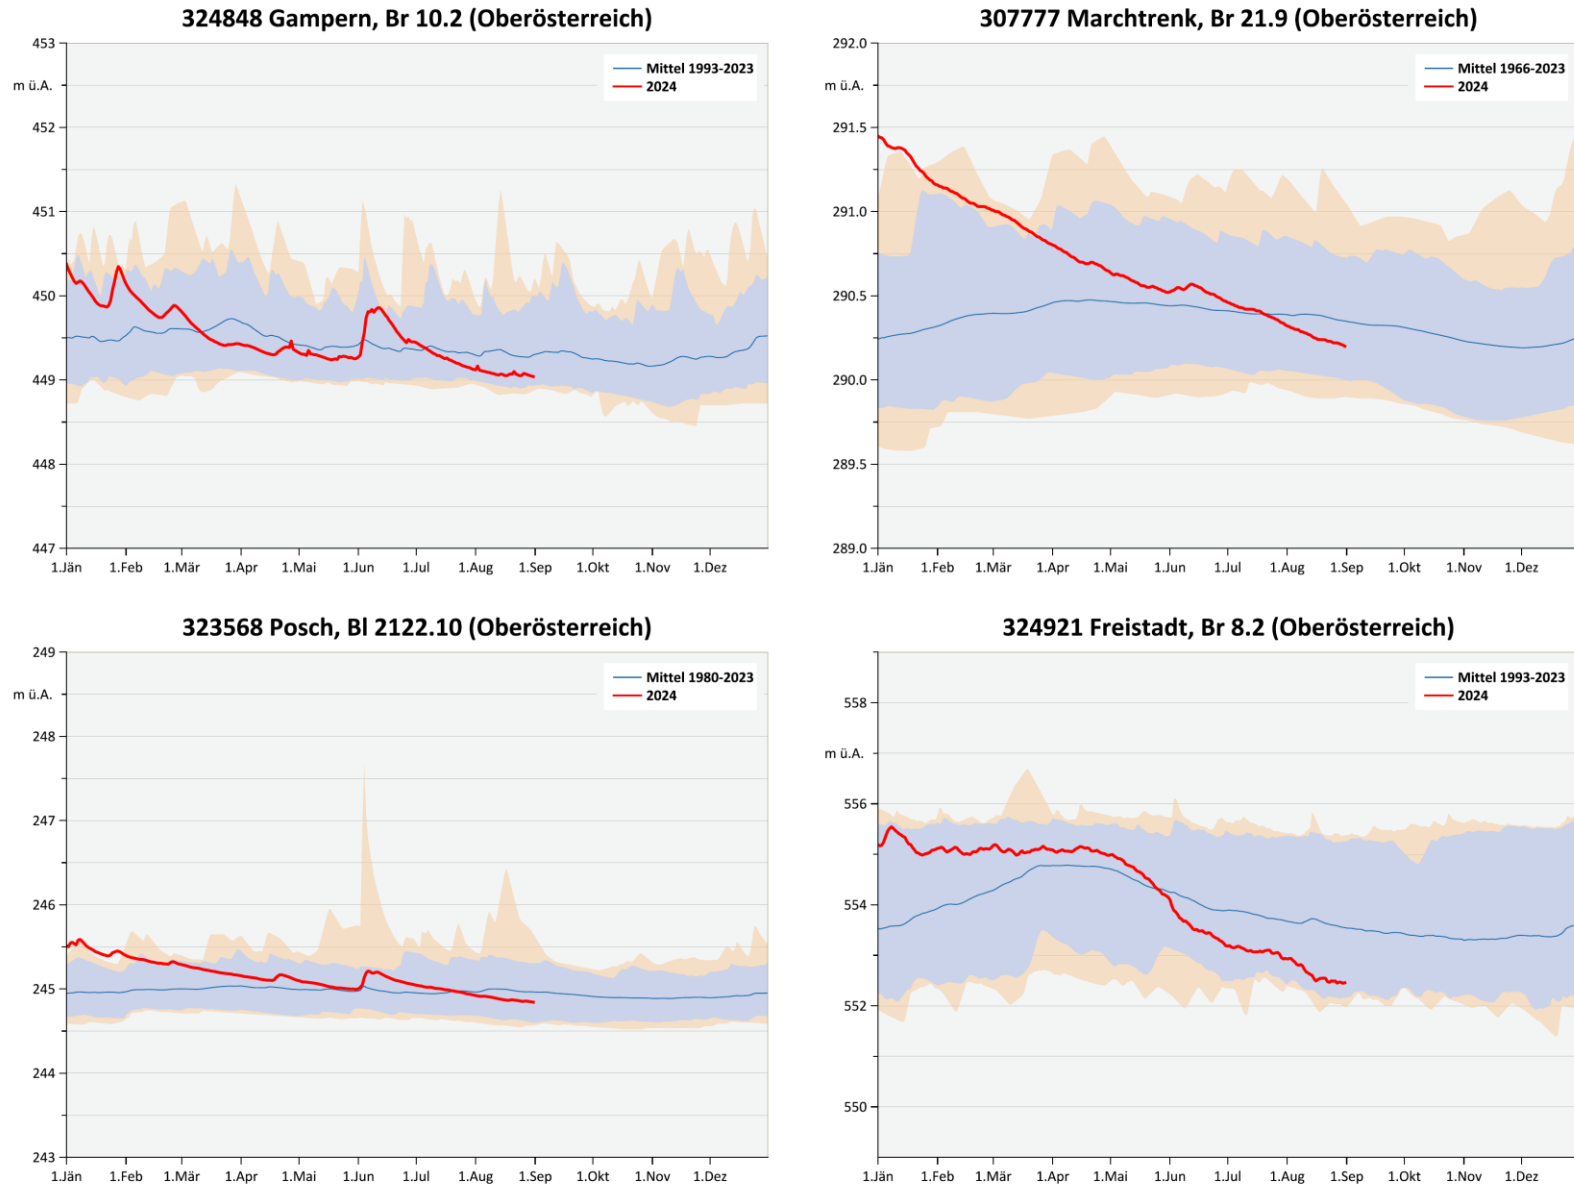 324848 Gampern, Br 10.2 (Oberösterreich)
453
m ü.A.
452
451
450
449
448
447
Mittel 1993-2023
2024
1.Jän 1.Feb 1.Mär 1.Apr 1.Mai 1.Jun 1.Jul 1.Aug 1.Sep 1.Okt 1.Nov 1.Dez
307777 Marchtrenk, Br 21.9 (Oberösterreich)
292.0
m ü.A.
291.5
291.0
290.5
290.0
289.5
289.0
Mittel 1966-2023
2024
1.Jän 1.Feb 1.Mär 1.Apr 1.Mai 1.Jun 1.Jul 1.Aug 1.Sep 1.Okt 1.Nov 1.Dez
323568 Posch, Bl 2122.10 (Oberösterreich)
249
m ü.A.
248
247
246
245
244
243
Mittel 1980-2023
2024
1.Jän 1.Feb 1.Mär 1.Apr 1.Mai 1.Jun 1.Jul 1.Aug 1.Sep 1.Okt 1.Nov 1.Dez
324921 Freistadt, Br 8.2 (Oberösterreich)
558
m ü.A.
556
554
552
550
Mittel 1993-2023
2024
1.Jän 1.Feb 1.Mär 1.Apr 1.Mai 1.Jun 1.Jul 1.Aug 1.Sep 1.Okt 1.Nov 1.Dez